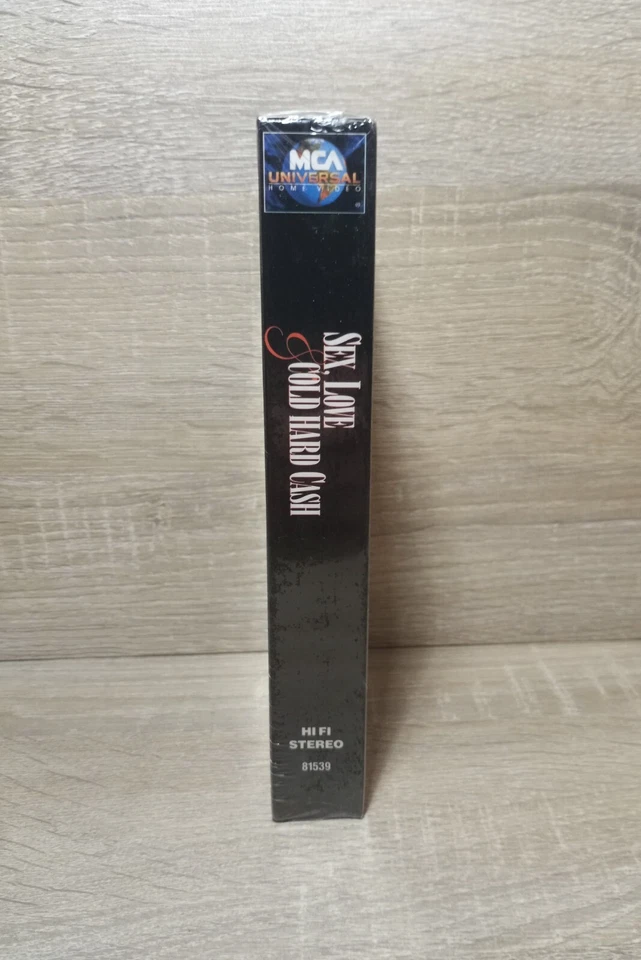 MCA
UNIVERSAL
HOME VIDEO
SEX, LOVE
& COLD HARD CASH
HI FI
STEREO
81539